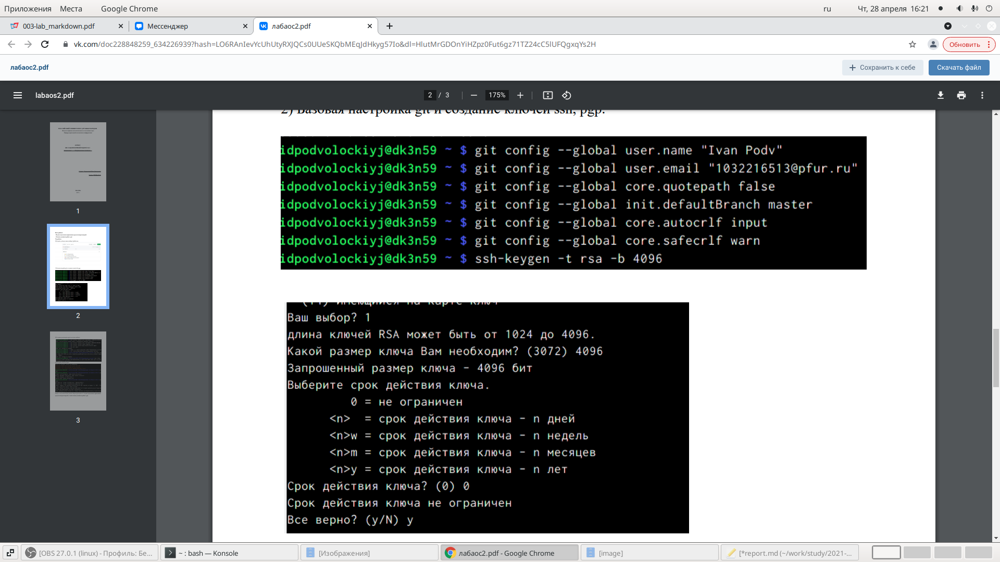 Приложения Места Google Chrome ru Чт, 28 апреля 16:21
003-lab_markdown.pdf Мессенджер лабаос2.pdf
vk.com/doc228848259_634226939?hash=LO6RAnIevYcUhUtyRXJQCs0UUeSKQbMEqJdHkyg57Io&dl=HlutMrGDOnYiHZpz0Fut6gz71TZ24cC5lUFQgxqYs2H Обновить
лабаос2.pdf + Сохранить к себе Скачать файл
labaos2.pdf 2 / 3 175%
2) Базовая настройка git и создание ключей ssh, pgp.
idpodvolockiyj@dk3n59 ~ $ git config --global user.name "Ivan Podv"
idpodvolockiyj@dk3n59 ~ $ git config --global user.email "1032216513@pfur.ru"
idpodvolockiyj@dk3n59 ~ $ git config --global core.quotepath false
idpodvolockiyj@dk3n59 ~ $ git config --global init.defaultBranch master
idpodvolockiyj@dk3n59 ~ $ git config --global core.autocrlf input
idpodvolockiyj@dk3n59 ~ $ git config --global core.safecrlf warn
idpodvolockiyj@dk3n59 ~ $ ssh-keygen -t rsa -b 4096
(14) Имеющийся на карте ключ
Ваш выбор? 1
длина ключей RSA может быть от 1024 до 4096.
Какой размер ключа Вам необходим? (3072) 4096
Запрошенный размер ключа - 4096 бит
Выберите срок действия ключа.
0 = не ограничен
<n> = срок действия ключа - n дней
<n>w = срок действия ключа - n недель
<n>m = срок действия ключа - n месяцев
<n>y = срок действия ключа - n лет
Срок действия ключа? (0) 0
Срок действия ключа не ограничен
Все верно? (y/N) y
1
2
3
[OBS 27.0.1 (linux) - Профиль: Бе... ~ : bash — Konsole [Изображения] лабаос2.pdf - Google Chrome [image] [*report.md (~/work/study/2021-...